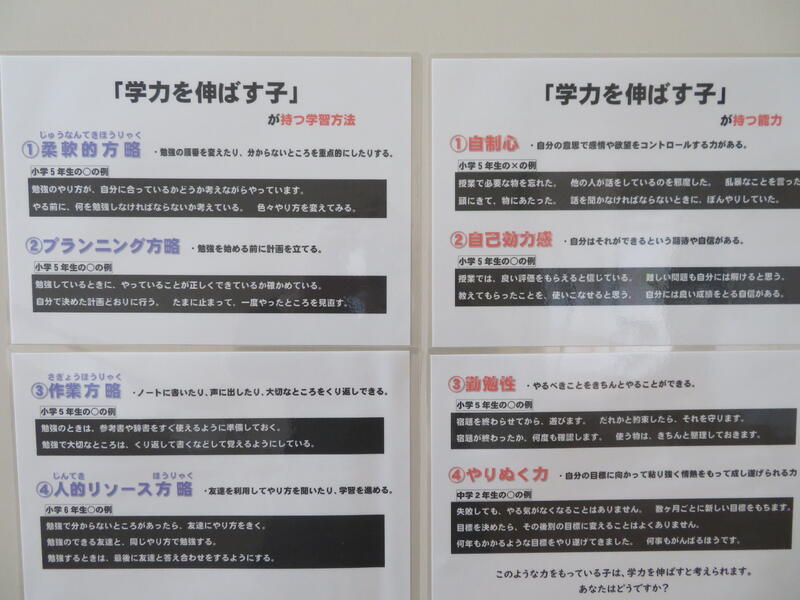 「学力を伸ばす子」
が持つ学習方法
じゅうなんてきほうりゃく
①柔軟的方略 ・勉強の順番を変えたり、分からないところを重点的にしたりする。
小学5年生の○の例
勉強のやり方が、自分に合っているかどうか考えながらやっています。
やる前に、何を勉強しなければならないか考えている。 色々やり方を変えてみる。
②プランニング方略 ・勉強を始める前に計画を立てる。
小学5年生の○の例
勉強しているときに、やっていることが正しくできているか確かめている。
自分で決めた計画どおりに行う。 たまに止まって、一度やったところを見直す。
さぎょうほうりゃく
③作業方略 ・ノートに書いたり、声に出したり、大切なところをくり返しできる。
小学5年生の○の例
勉強のときは、参考書や辞書をすぐ使えるように準備しておく。
勉強で大切なところは、くり返して書くなどして覚えるようにしている。
じんてき ほうりゃく
④人的リソース方略 ・友達を利用してやり方を聞いたり、学習を進める。
小学6年生の○の例
勉強で分からないところがあったら、友達にやり方をきく。
勉強のできる友達と、同じやり方で勉強する。
勉強するときは、最後に友達と答え合わせをするようにする。
「学力を伸ばす子」
が持つ能力
①自制心 ・自分の意思で感情や欲望をコントロールする力がある。
小学5年生の×の例
授業で必要な物を忘れた。 他の人が話をしているのを邪魔した。 乱暴なことを言った
頭にきて、物にあたった。 話を聞かなければならないときに、ぼんやりしていた。
②自己効力感 ・自分はそれができるという期待や自信がある。
小学5年生の○の例
授業では、良い評価をもらえると信じている。 難しい問題も自分には解けると思う。
教えてもらったことを、使いこなせると思う。 自分には良い成績をとる自信がある。
③勤勉性 ・やるべきことをきちんとやることができる。
小学5年生の○の例
宿題を終わらせてから、遊びます。 だれかと約束したら、それを守ります。
宿題が終わったか、何度も確認します。 使う物は、きちんと整理しておきます。
④やりぬく力 ・自分の目標に向かって粘り強く情熱をもって成し遂げられる力
中学2年生の○の例
失敗しても、やる気がなくなることはありません。 数ヶ月ごとに新しい目標をもちます。
目標を決めたら、その後別の目標に変えることはよくありません。
何年もかかるような目標をやり遂げてきました。 何事もがんばるほうです。
このような力をもっている子は、学力を伸ばすと考えられます。
あなたはどうですか？